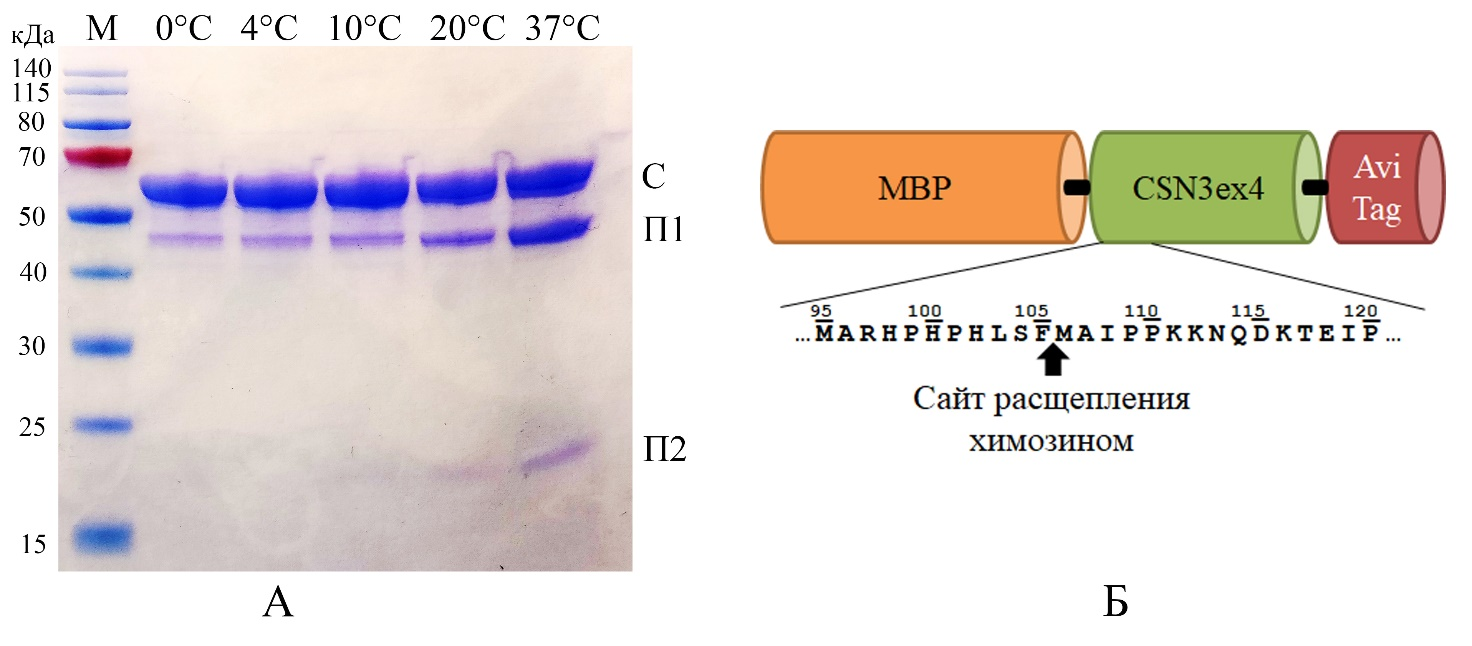 кДа M 0°C 4°C 10°C 20°C 37°C
140
115
80
70
50
40
30
25
15
С
П1
П2
А
MBP CSN3ex4 Avi
Tag
95 100 105 110 115 120
...MARHPHPHLSFMAIPPKKNQDKTEIP...
Сайт расщепления
химозином
Б